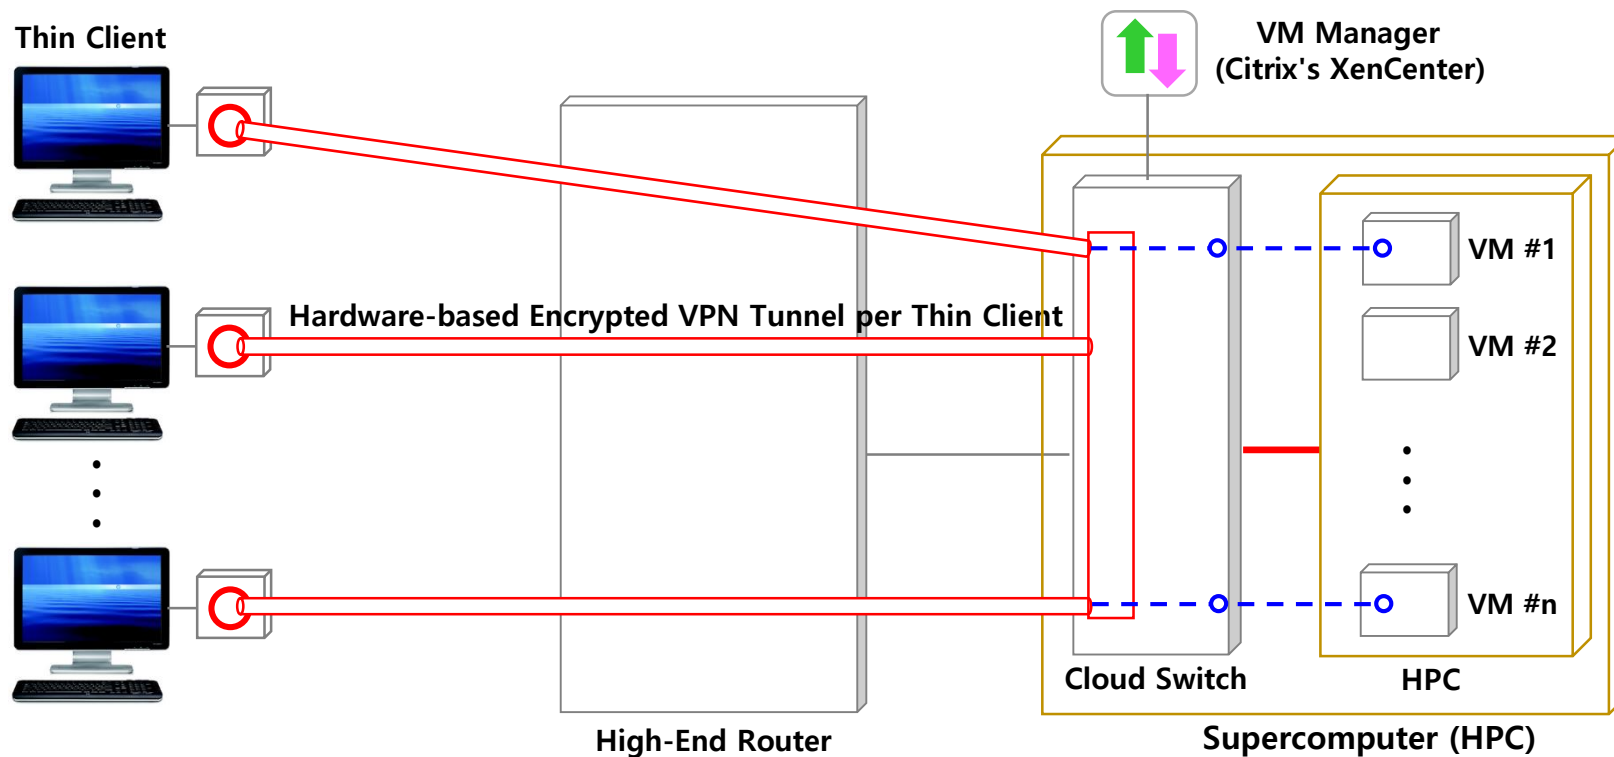 Thin Client
VM Manager
(Citrix's XenCenter)
VM #1
Hardware-based Encrypted VPN Tunnel per Thin Client
VM #2
VM #n
Cloud Switch
HPC
High-End Router
Supercomputer (HPC)